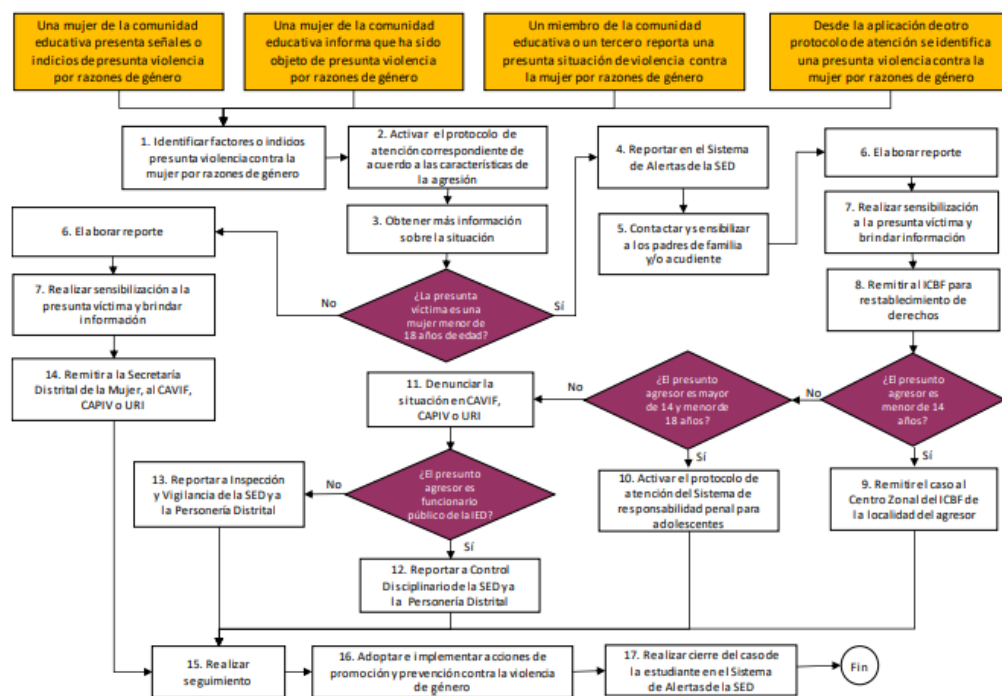 Una mujer de la comunidad
educativa presenta señales o
indicios de presunta violencia
por razones de género
Una mujer de la comunidad
educativa informa que ha sido
objeto de presunta violencia
por razones de género
Un miembro de la comunidad
educativa o un tercero reporta una
presunta situación de violencia contra
la mujer por razones de género
Desde la aplicación de otro
protocolo de atención se identifica
una presunta violencia contra la
mujer por razones de género
1. Identificar factores o indicios
presunta violencia contra la
mujer por razones de género
2. Activar el protocolo de
atención correspondiente de
acuerdo a las características de
la agresión
3. Obtener más información
sobre la situación
¿La presunta
víctima es una
mujer menor de
18 años de edad?
No
Sí
4. Reportar en el Sistema
de Alertas de la SED
5. Contactar y sensibilizar
a los padres de familia
y/o acudiente
6. Elaborar reporte
7. Realizar sensibilización
a la presunta víctima y
brindar información
8. Remitir al ICBF para
restablecimiento de
derechos
¿El presunto
agresor es
menor de 14
años?
No
Sí
9. Remitir el caso al
Centro Zonal del ICBF de
la localidad del agresor
¿El presunto
agresor es mayor
de 14 y menor de
18 años?
No
Sí
10. Activar el protocolo de
atención del Sistema de
responsabilidad penal para
adolescentes
11. Denunciar la
situación en CAVIF,
CAPIV o URI
¿El presunto
agresor es
funcionario
público de la IED?
No
Sí
12. Reportar a Control
Disciplinario de la SED y a
la Personería Distrital
13. Reportar a Inspección
y Vigilancia de la SED y a
la Personería Distrital
6. Elaborar reporte
7. Realizar sensibilización a la
presunta víctima y brindar
información
14. Remitir a la Secretaría
Distrital de la Mujer, al CAVIF,
CAPIV o URI
15. Realizar
seguimiento
16. Adoptar e implementar acciones de
promoción y prevención contra la violencia
de género
17. Realizar cierre del caso de
la estudiante en el Sistema
de Alertas de la SED
Fin